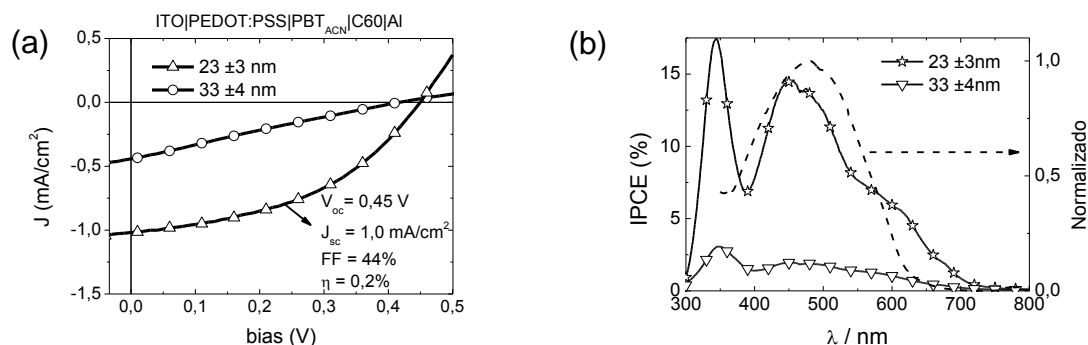 ITO|PEDOT:PSS|PBT_ACN|C60|Al
(a)
23 ±3 nm
33 ±4 nm
0,5
0,0
-0,5
-1,0
-1,5
J (mA/cm²)
V_oc = 0,45 V
J_sc = 1,0 mA/cm²
FF = 44%
η = 0,2%
0,0 0,1 0,2 0,3 0,4 0,5
bias (V)
(b)
23 ±3nm
33 ±4nm
15
10
5
0
IPCE (%)
1,0
0,5
0,0
Normalizado
300 400 500 600 700 800
λ / nm